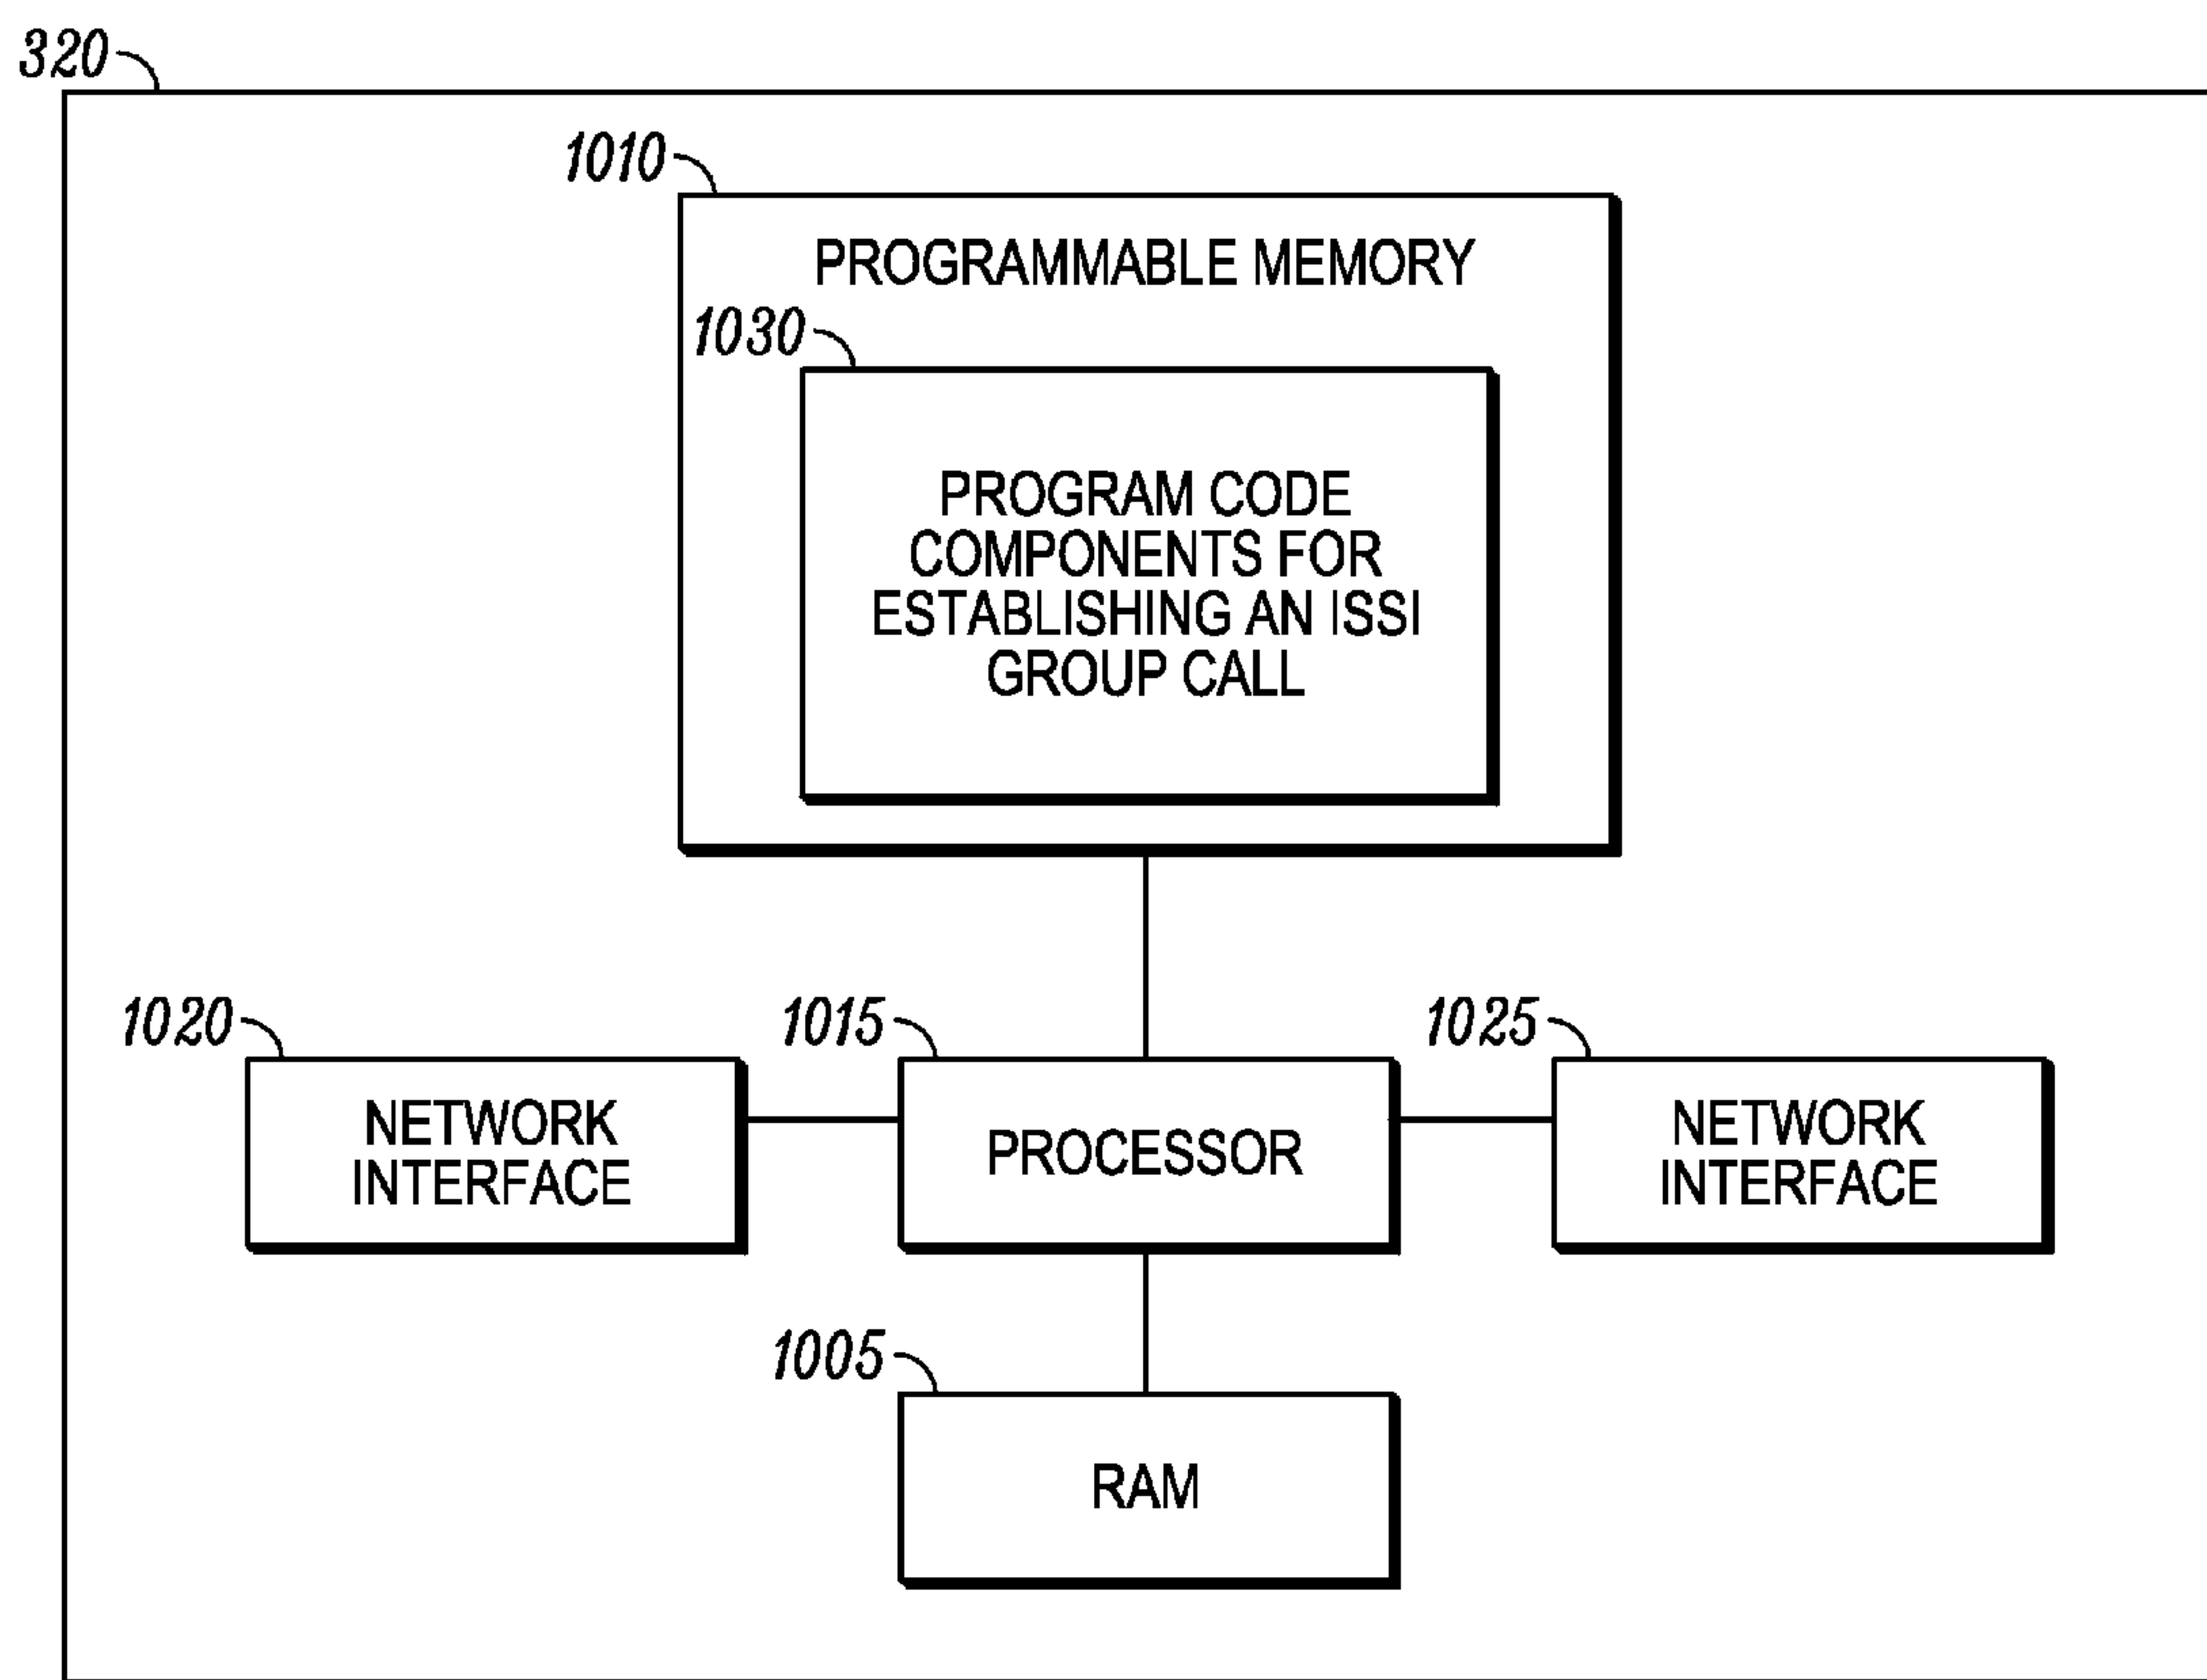 320
1010
PROGRAMMABLE MEMORY
1030
PROGRAM CODE
COMPONENTS FOR
ESTABLISHING AN ISSI
GROUP CALL
1020
1015
1025
NETWORK
INTERFACE
PROCESSOR
NETWORK
INTERFACE
1005
RAM